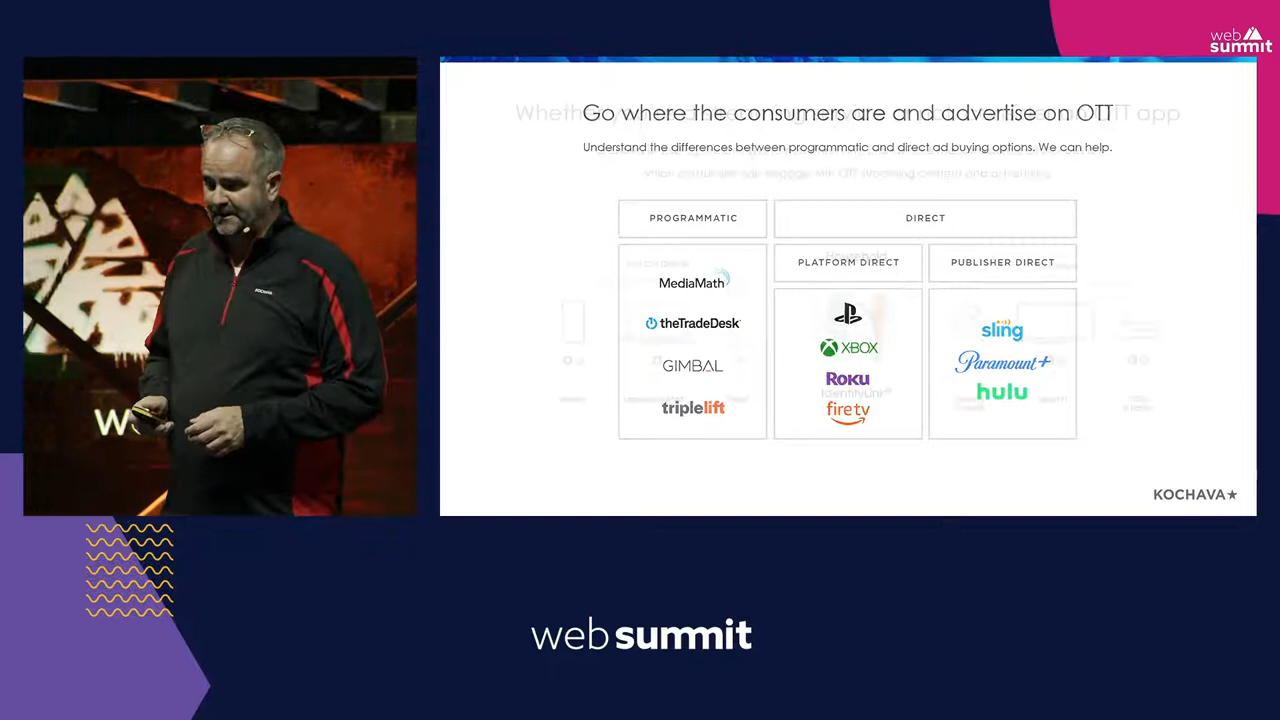 web
summit
Go where the consumers are and advertise on OTT
Understand the differences between programmatic and direct ad buying options. We can help.
PROGRAMMATIC
DIRECT
PLATFORM DIRECT
PUBLISHER DIRECT
MediaMath
theTradeDesk
GIMBAL
triplelift
XBOX
ROKU
fire tv
sling
Paramount+
hulu
KOCHAVA
KOCHAVA
W
web summit